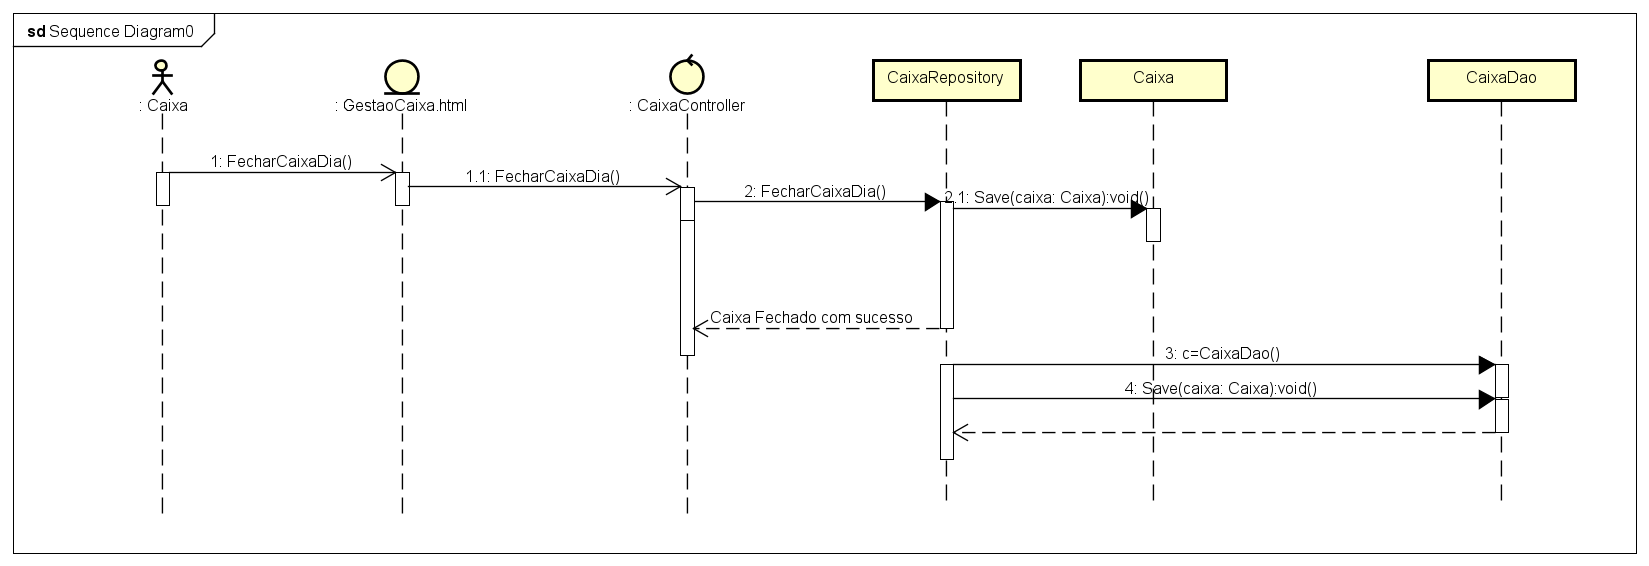 sd Sequence Diagram0
: Caixa
: GestaoCaixa.html
: CaixaController
CaixaRepository
Caixa
CaixaDao
1: FecharCaixaDia()
1.1: FecharCaixaDia()
2: FecharCaixaDia()
2.1: Save(caixa: Caixa):void()
Caixa Fechado com sucesso
3: c=CaixaDao()
4: Save(caixa: Caixa):void()